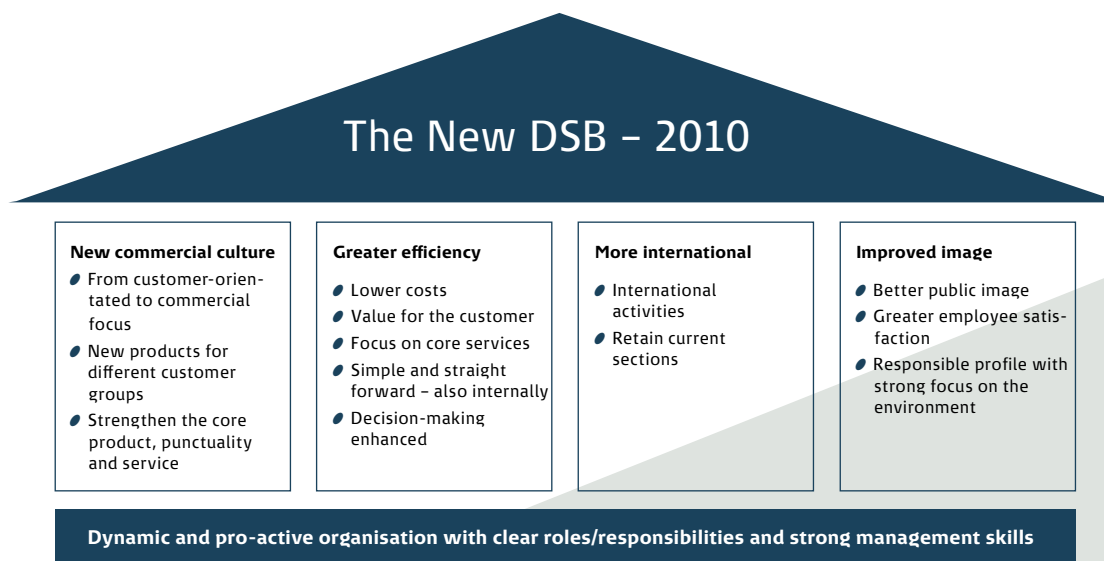 The New DSB – 2010
New commercial culture
From customer-orien-
tated to commercial
focus
New products for
different customer
groups
Strengthen the core
product, punctuality
and service
Greater efficiency
Lower costs
Value for the customer
Focus on core services
Simple and straight
forward – also internally
Decision-making
enhanced
More international
International
activities
Retain current
sections
Improved image
Better public image
Greater employee satis-
faction
Responsible profile with
strong focus on the
environment
Dynamic and pro-active organisation with clear roles/responsibilities and strong management skills